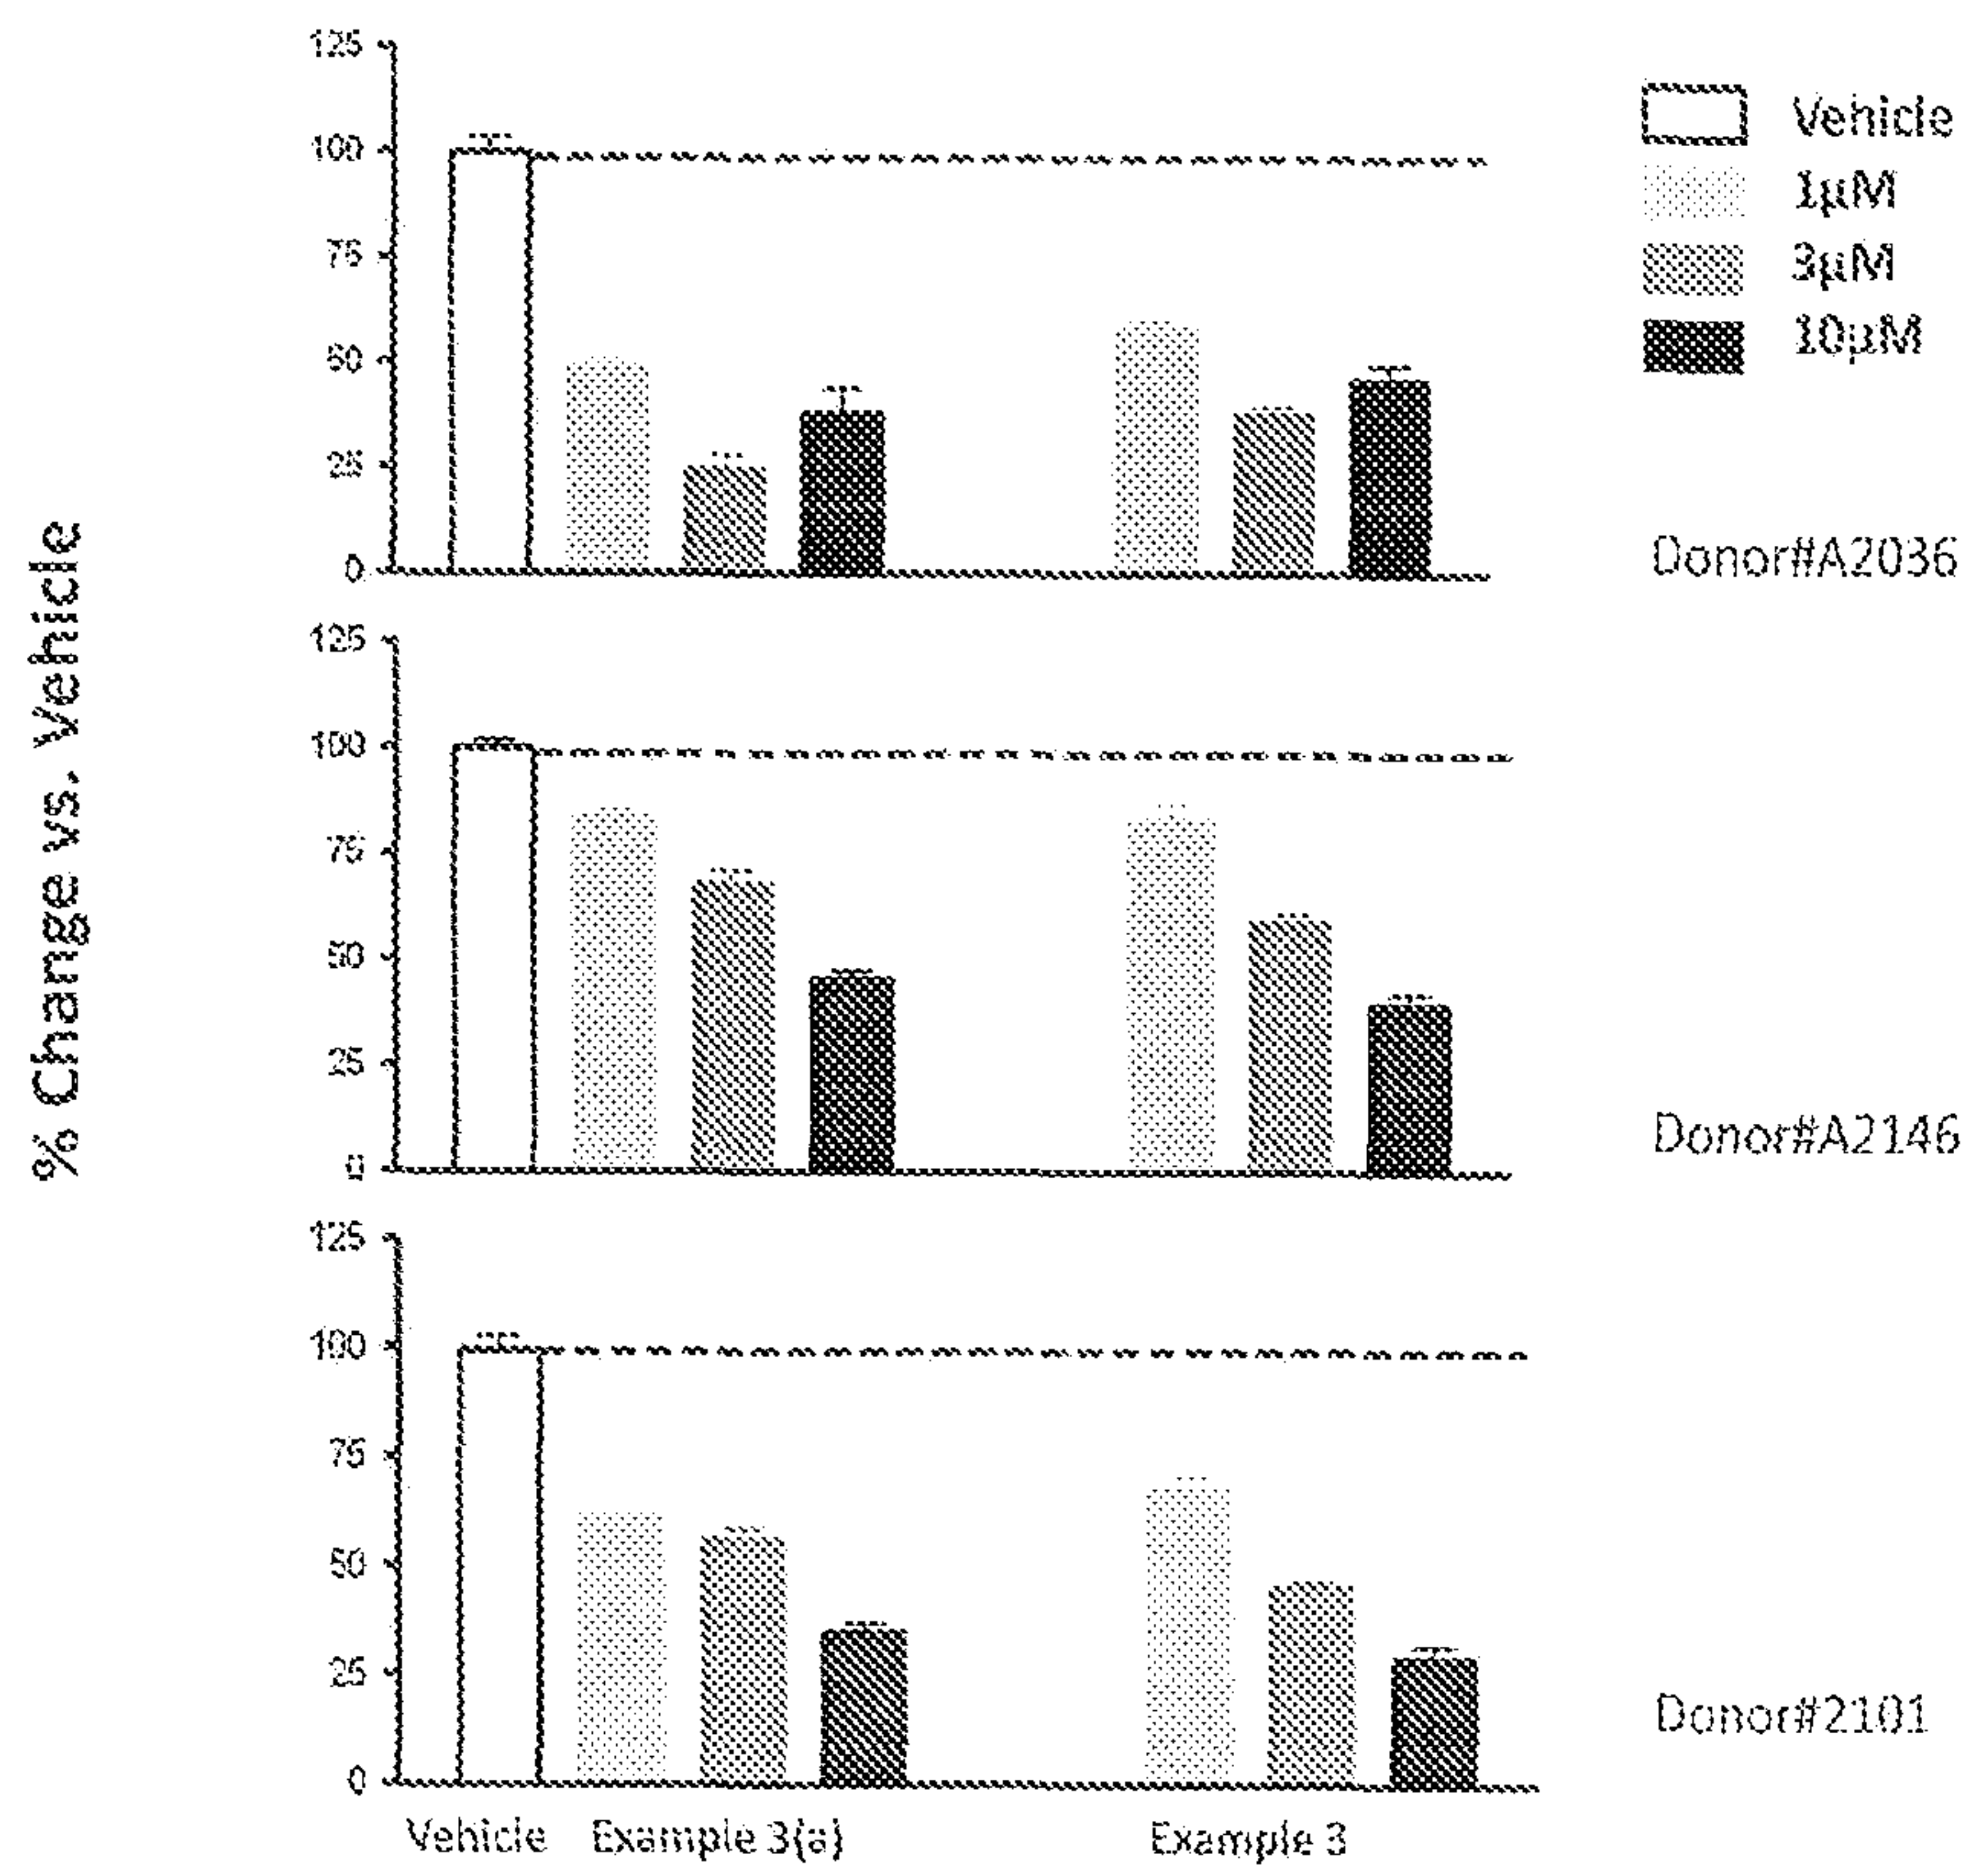 % Change vs. Vehicle
125
100
75
50
25
0
Vehicle
1µM
3µM
10µM
Donor#A2036
125
100
75
50
25
0
Donor#A2146
125
100
75
50
25
0
Donor#2101
Vehicle
Example 3(a)
Example 3